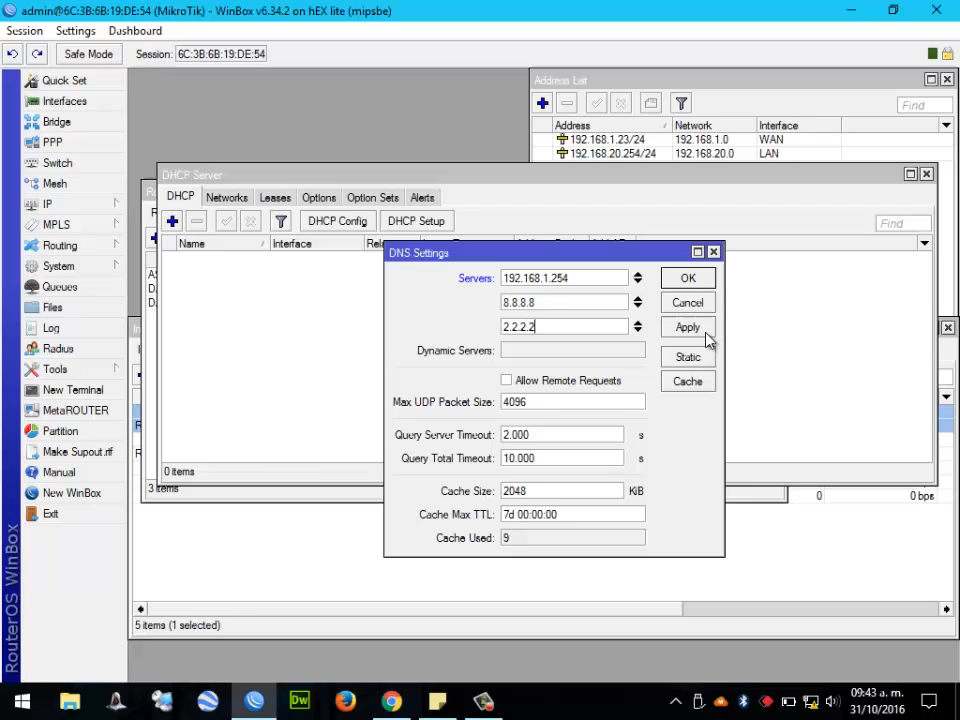 admin@6C:3B:6B:19:DE:54 (MikroTik) - WinBox v6.34.2 on hEX lite (mipsbe)
Session Settings Dashboard
Safe Mode Session: 6C:3B:6B:19:DE:54
Quick Set
Interfaces
Bridge
PPP
Switch
Mesh
IP
MPLS
Routing
System
Queues
Files
Log
Radius
Tools
New Terminal
MetaROUTER
Partition
Make Supout.rif
Manual
New WinBox
Exit
RouterOS WinBox
Address List
Find
Address Network Interface
192.168.1.23/24 192.168.1.0 WAN
192.168.20.254/24 192.168.20.0 LAN
DHCP Server
DHCP Networks Leases Options Option Sets Alerts
DHCP Config DHCP Setup Find
Name Interface
0 items
3 items
0 0 bps
5 items (1 selected)
DNS Settings
Servers: 192.168.1.254 OK
8.8.8.8 Cancel
2.2.2.2 Apply
Dynamic Servers: Static
Allow Remote Requests Cache
Max UDP Packet Size: 4096
Query Server Timeout: 2.000 s
Query Total Timeout: 10.000 s
Cache Size: 2048 KiB
Cache Max TTL: 7d 00:00:00
Cache Used: 9
Dw
09:43 a. m.
31/10/2016